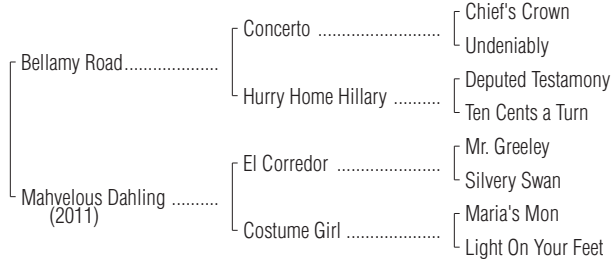 Chief's Crown
Concerto ..........................
Undeniably
Bellamy Road....................
Deputed Testamony
Hurry Home Hillary ..........
Ten Cents a Turn
Mr. Greeley
El Corredor ......................
Silvery Swan
Mahvelous Dahling ..........
(2011)
Maria's Mon
Costume Girl ....................
Light On Your Feet